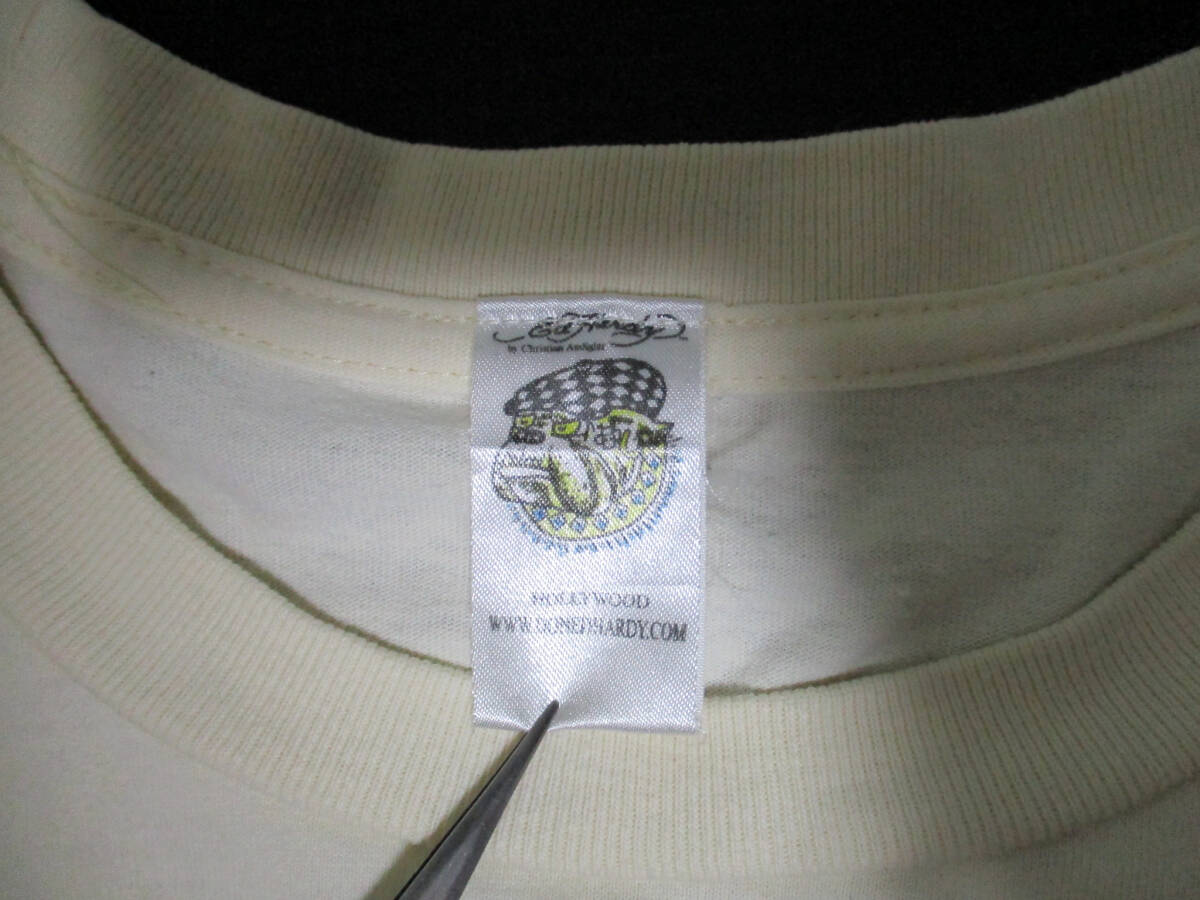 Ed Hardy
by Christian Audigier
HOLLYWOOD
WWW.DONEDHARDY.COM